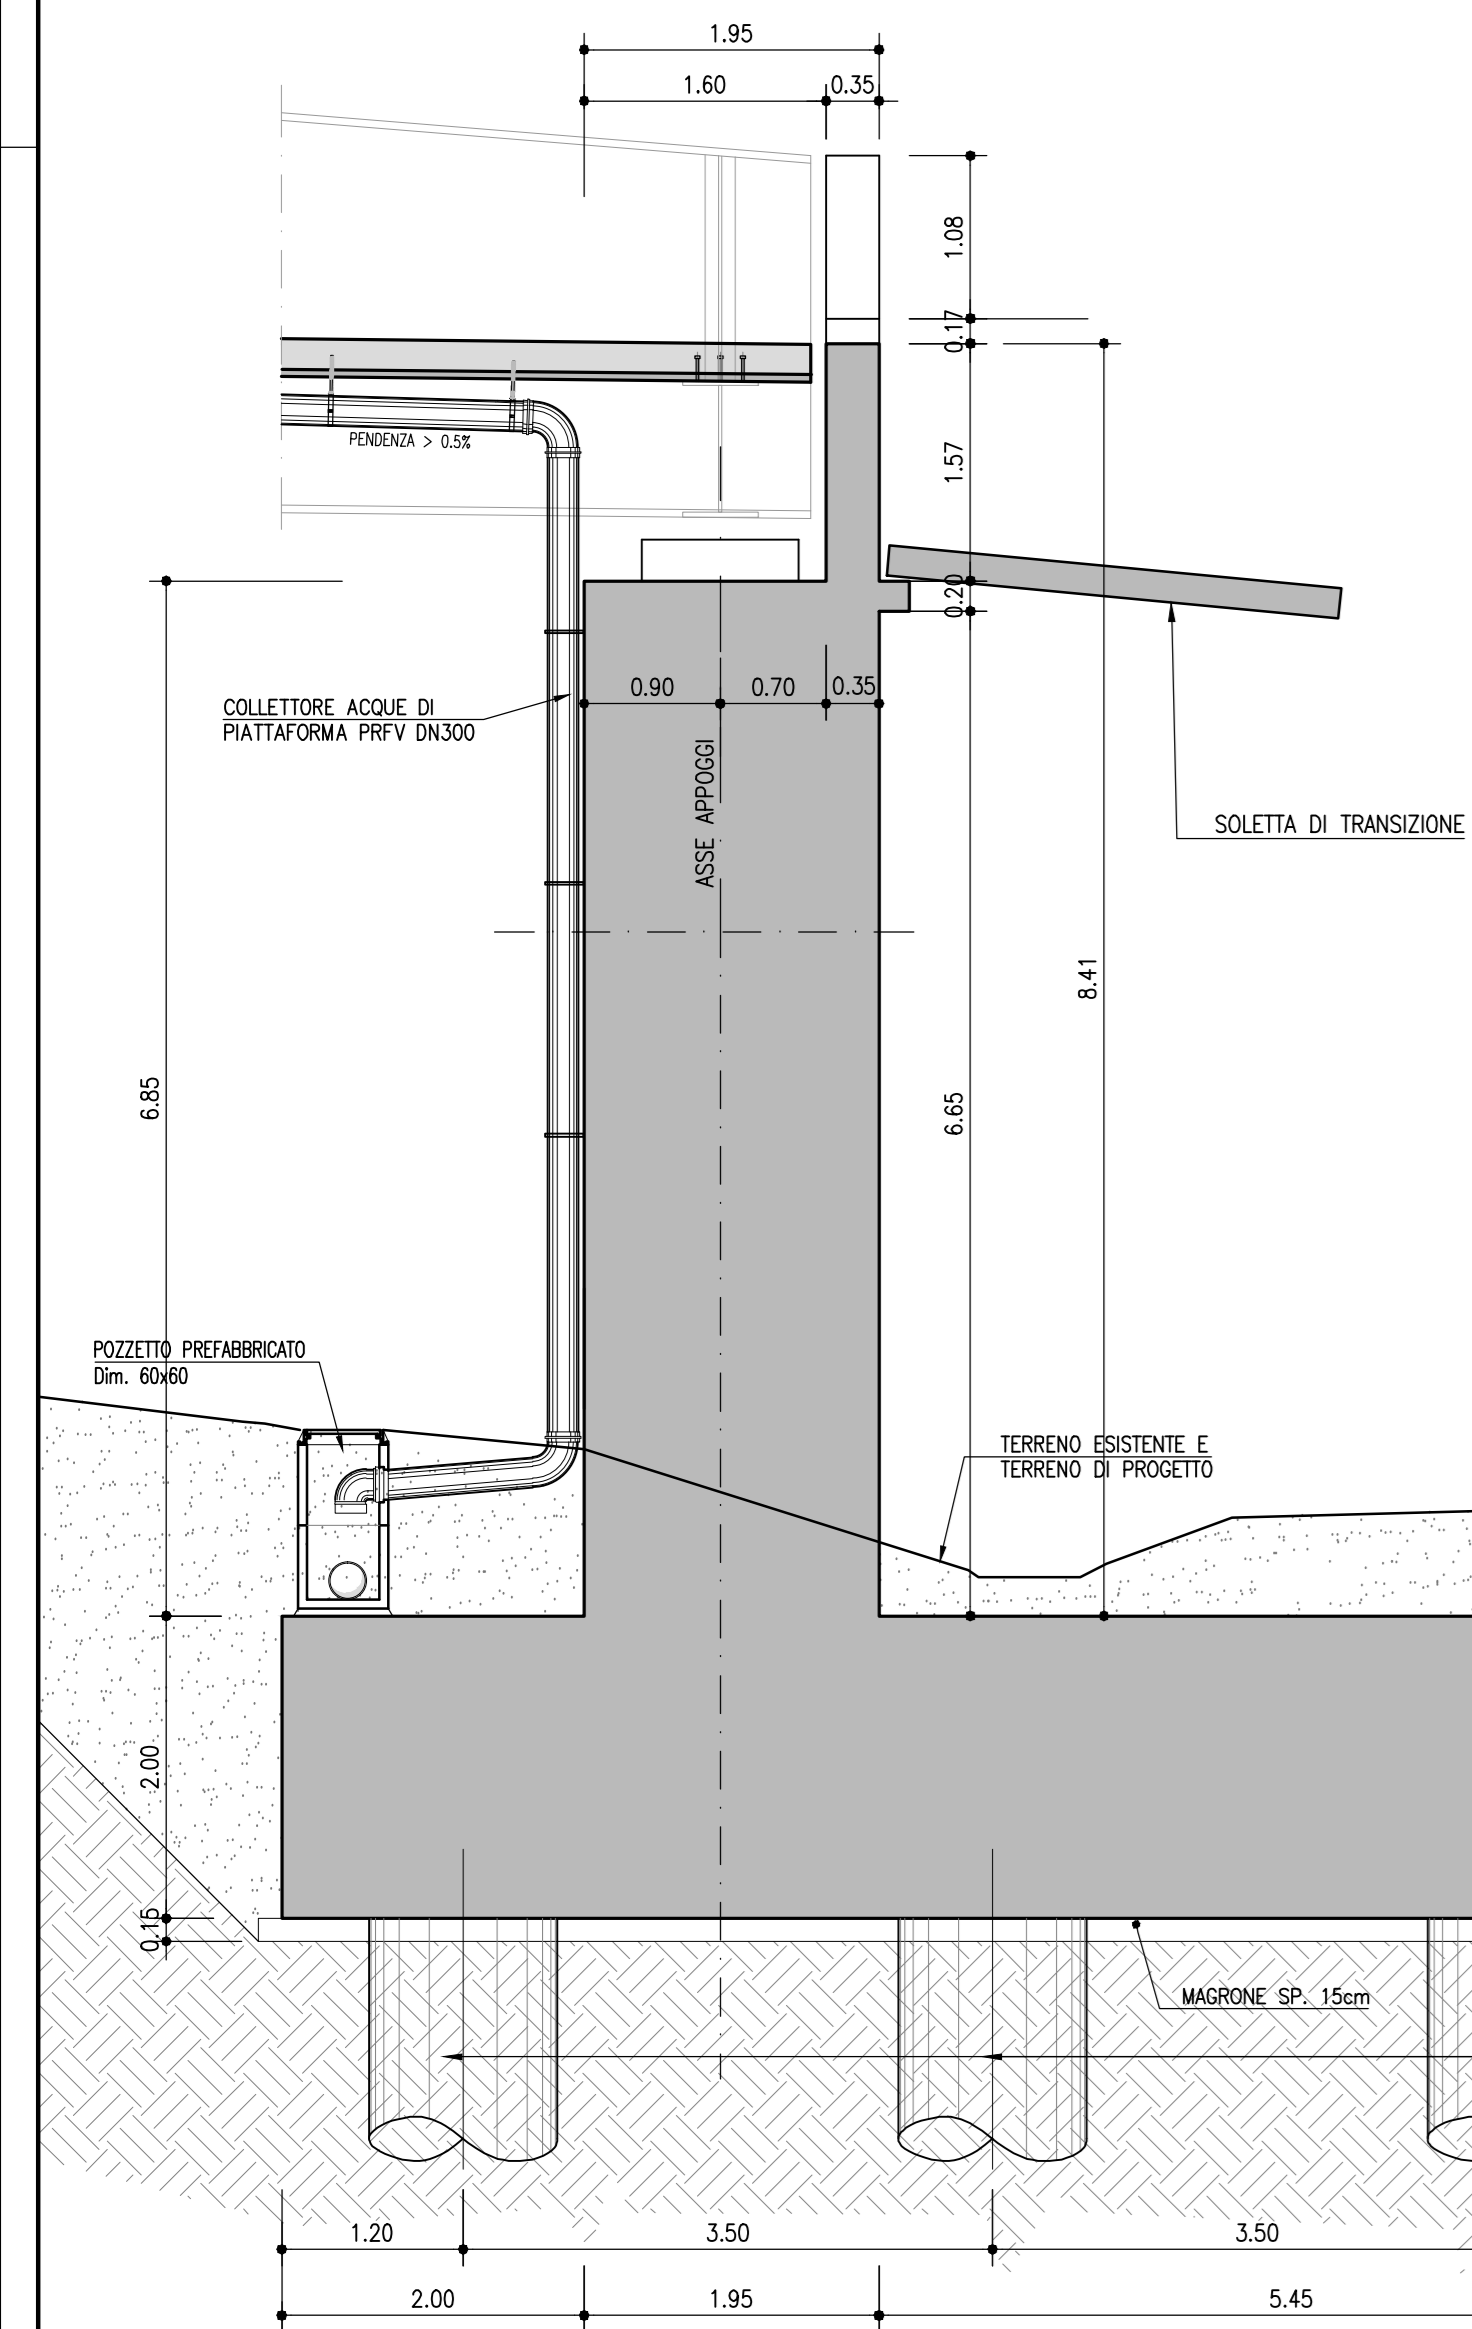 1.95
1.60
0.35
1.08
0.17
1.57
0.20
PENDENZA > 0.5%
0.90
0.70
0.35
COLLETTORE ACQUE DI
PIATTAFORMA PRFV DN300
ASSE APPOGGI
SOLETTA DI TRANSIZIONE
8.41
6.85
6.65
POZZETTO PREFABBRICATO
Dim. 60x60
TERRENO ESISTENTE E
TERRENO DI PROGETTO
2.00
0.15
MAGRONE SP. 15cm
1.20
3.50
3.50
2.00
1.95
5.45